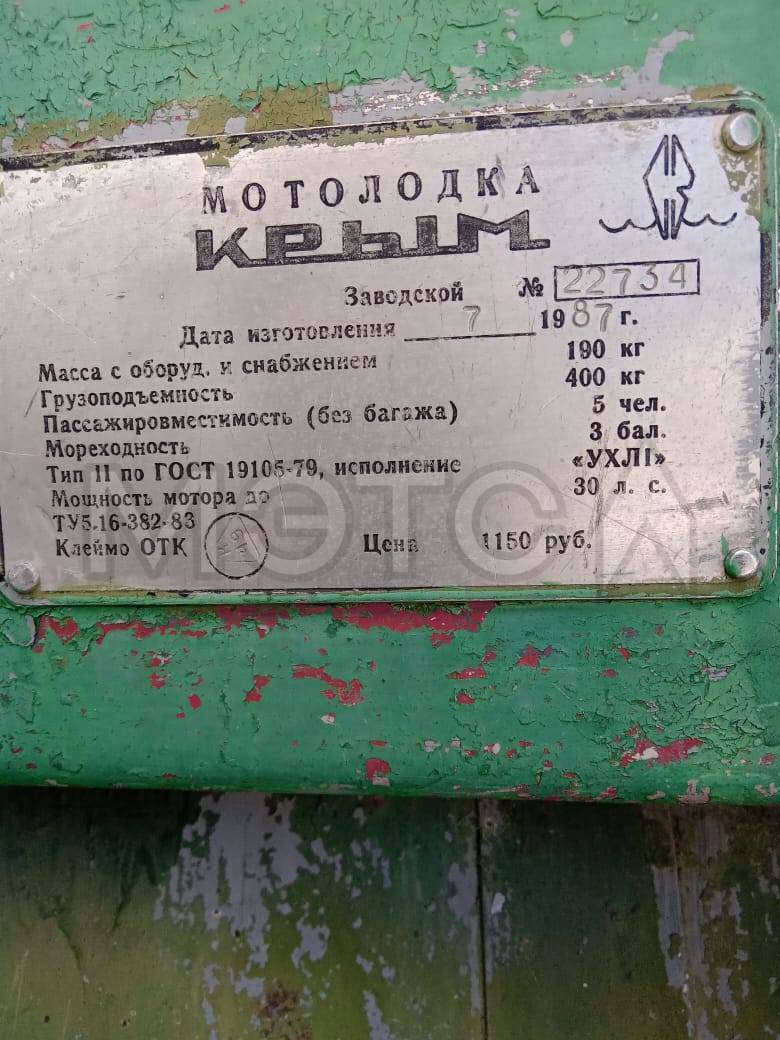 МОТОЛОДКА
КРЫМ
Заводской № 22734
Дата изготовления 7 1987 г.
Масса с оборуд. и снабжением 190 кг
Грузоподъемность 400 кг
Пассажировместимость (без багажа) 5 чел.
Мореходность 3 бал.
Тип II по ГОСТ 19105-79, исполнение «УХЛI»
Мощность мотора до 30 л. с.
ТУ5.16-382-83
Клеймо ОТК Цена 1150 руб.